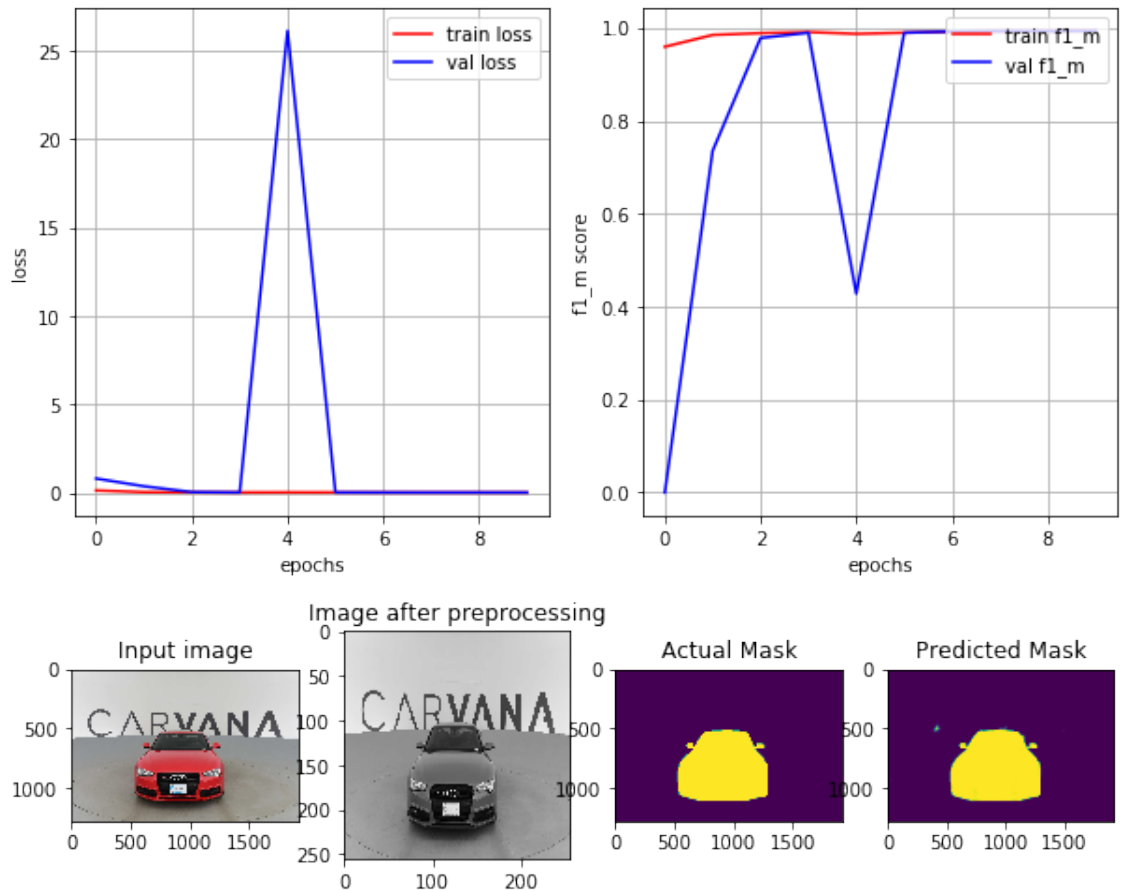 train loss
val loss
25
20
15
10
5
0
loss
0 2 4 6 8
epochs
train f1_m
val f1_m
1.0
0.8
0.6
0.4
0.2
0.0
f1_m score
0 2 4 6 8
epochs
Input image
0
500
1000
0 500 1000 1500
CARVANA
Image after preprocessing
0
50
100
150
200
250
0 100 200
CARVANA
Actual Mask
0
500
1000
0 500 1000 1500
Predicted Mask
0
500
1000
0 500 1000 1500